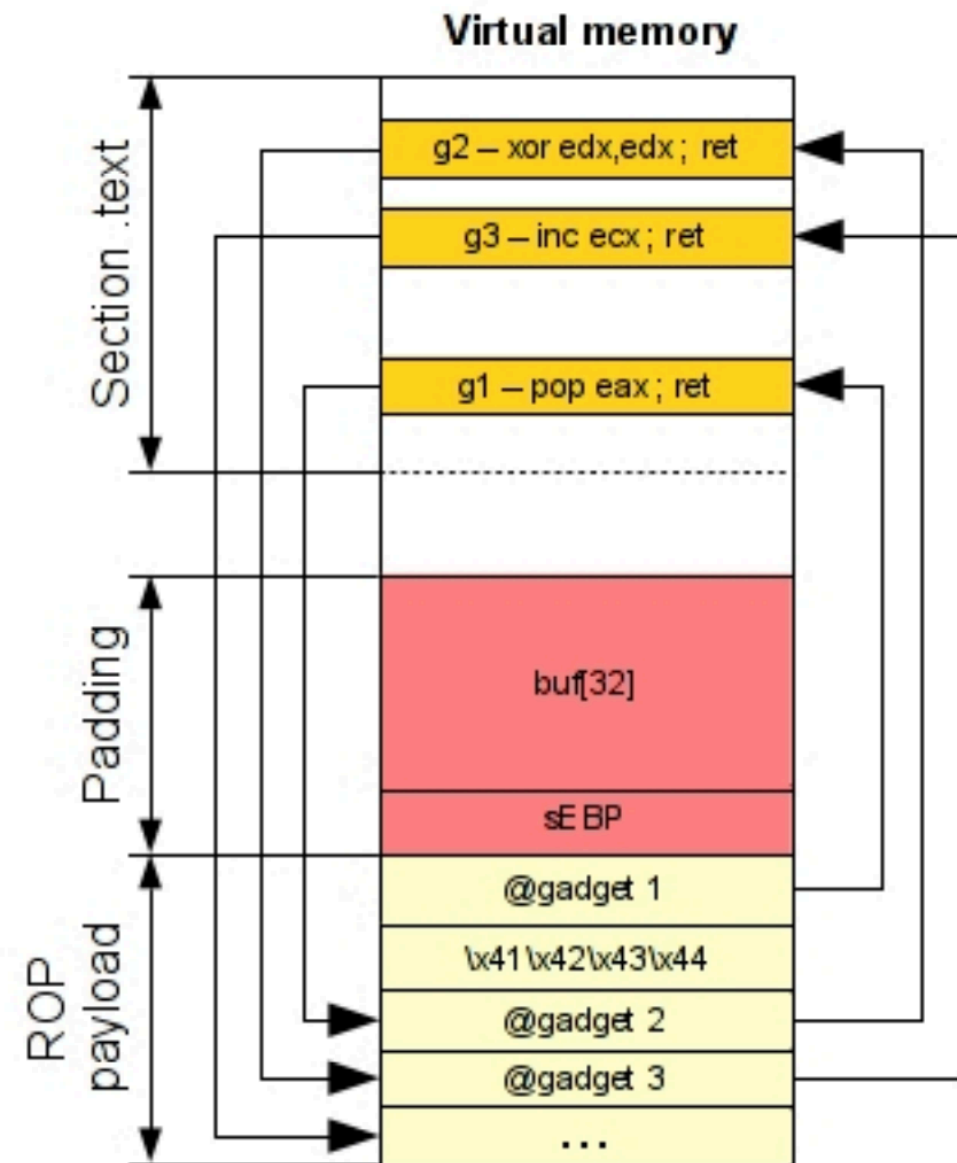 Virtual memory
Section .text
g2 – xor edx,edx ; ret
g3 – inc ecx ; ret
g1 – pop eax ; ret
Padding
buf[32]
sEBP
ROP
payload
@gadget 1
\x41\x42\x43\x44
@gadget 2
@gadget 3
...